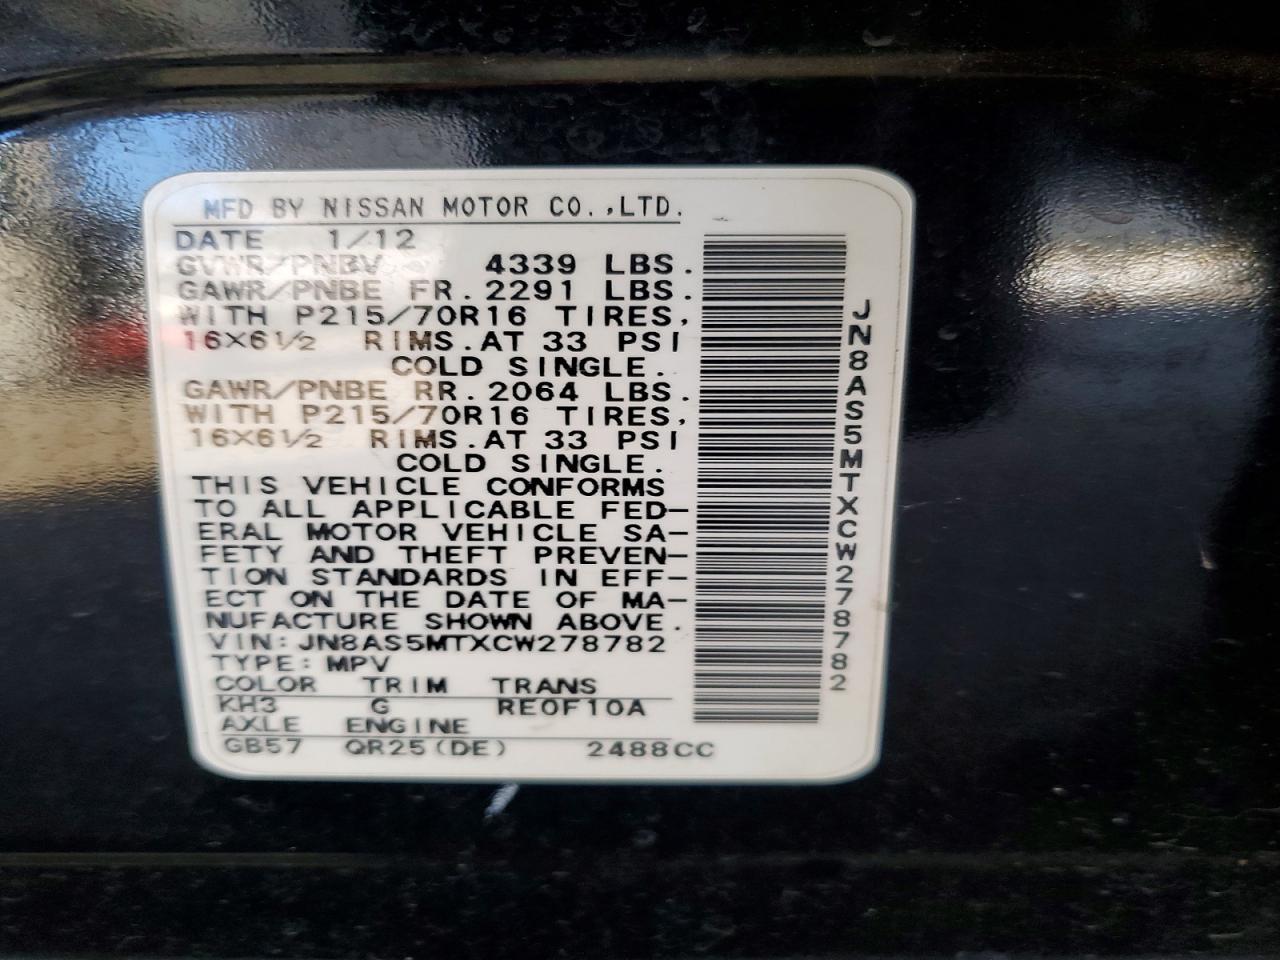 MFD BY NISSAN MOTOR CO.,LTD.
DATE 1/12
GVWR/PNBV 4339 LBS.
GAWR/PNBE FR.2291 LBS.
WITH P215/70R16 TIRES,
16X6½ RIMS.AT 33 PSI
COLD SINGLE.
GAWR/PNBE RR.2064 LBS.
WITH P215/70R16 TIRES,
16X6½ RIMS.AT 33 PSI
COLD SINGLE.
THIS VEHICLE CONFORMS
TO ALL APPLICABLE FED-
ERAL MOTOR VEHICLE SA-
FETY AND THEFT PREVEN-
TION STANDARDS IN EFF-
ECT ON THE DATE OF MA-
NUFACTURE SHOWN ABOVE.
VIN:JN8AS5MTXCW278782
TYPE:MPV
COLOR TRIM TRANS
KH3 G RE0F10A
AXLE ENGINE
GB57 QR25(DE) 2488CC
JN8AS5MTXCW278782